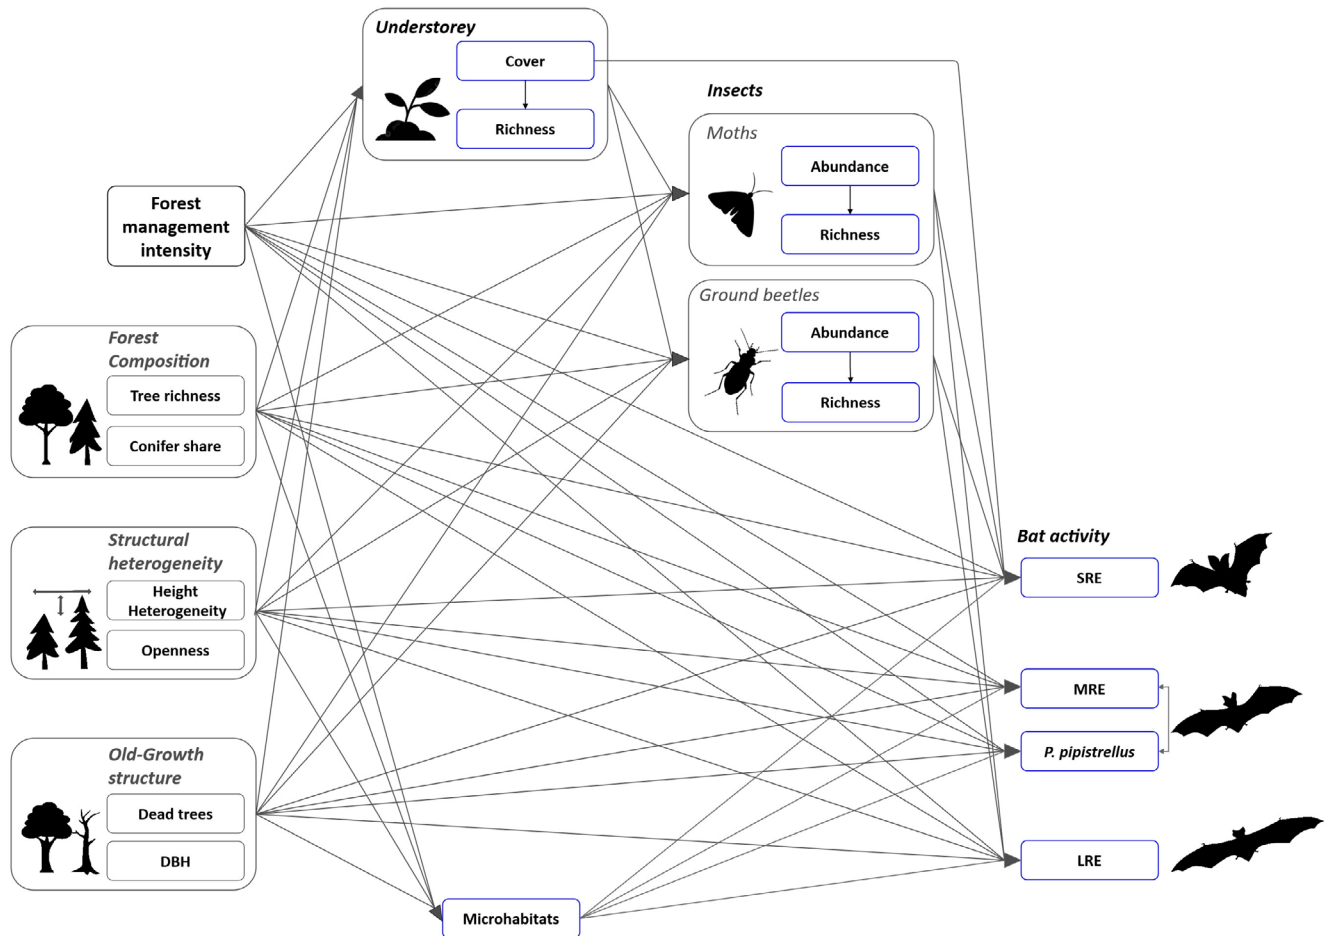 Understorey
Cover
Richness
Insects
Moths
Abundance
Richness
Forest
management
intensity
Ground beetles
Abundance
Richness
Forest
Composition
Tree richness
Conifer share
Structural
heterogeneity
Height
Heterogeneity
Openness
Bat activity
SRE
MRE
P. pipistrellus
LRE
Old-Growth
structure
Dead trees
DBH
Microhabitats